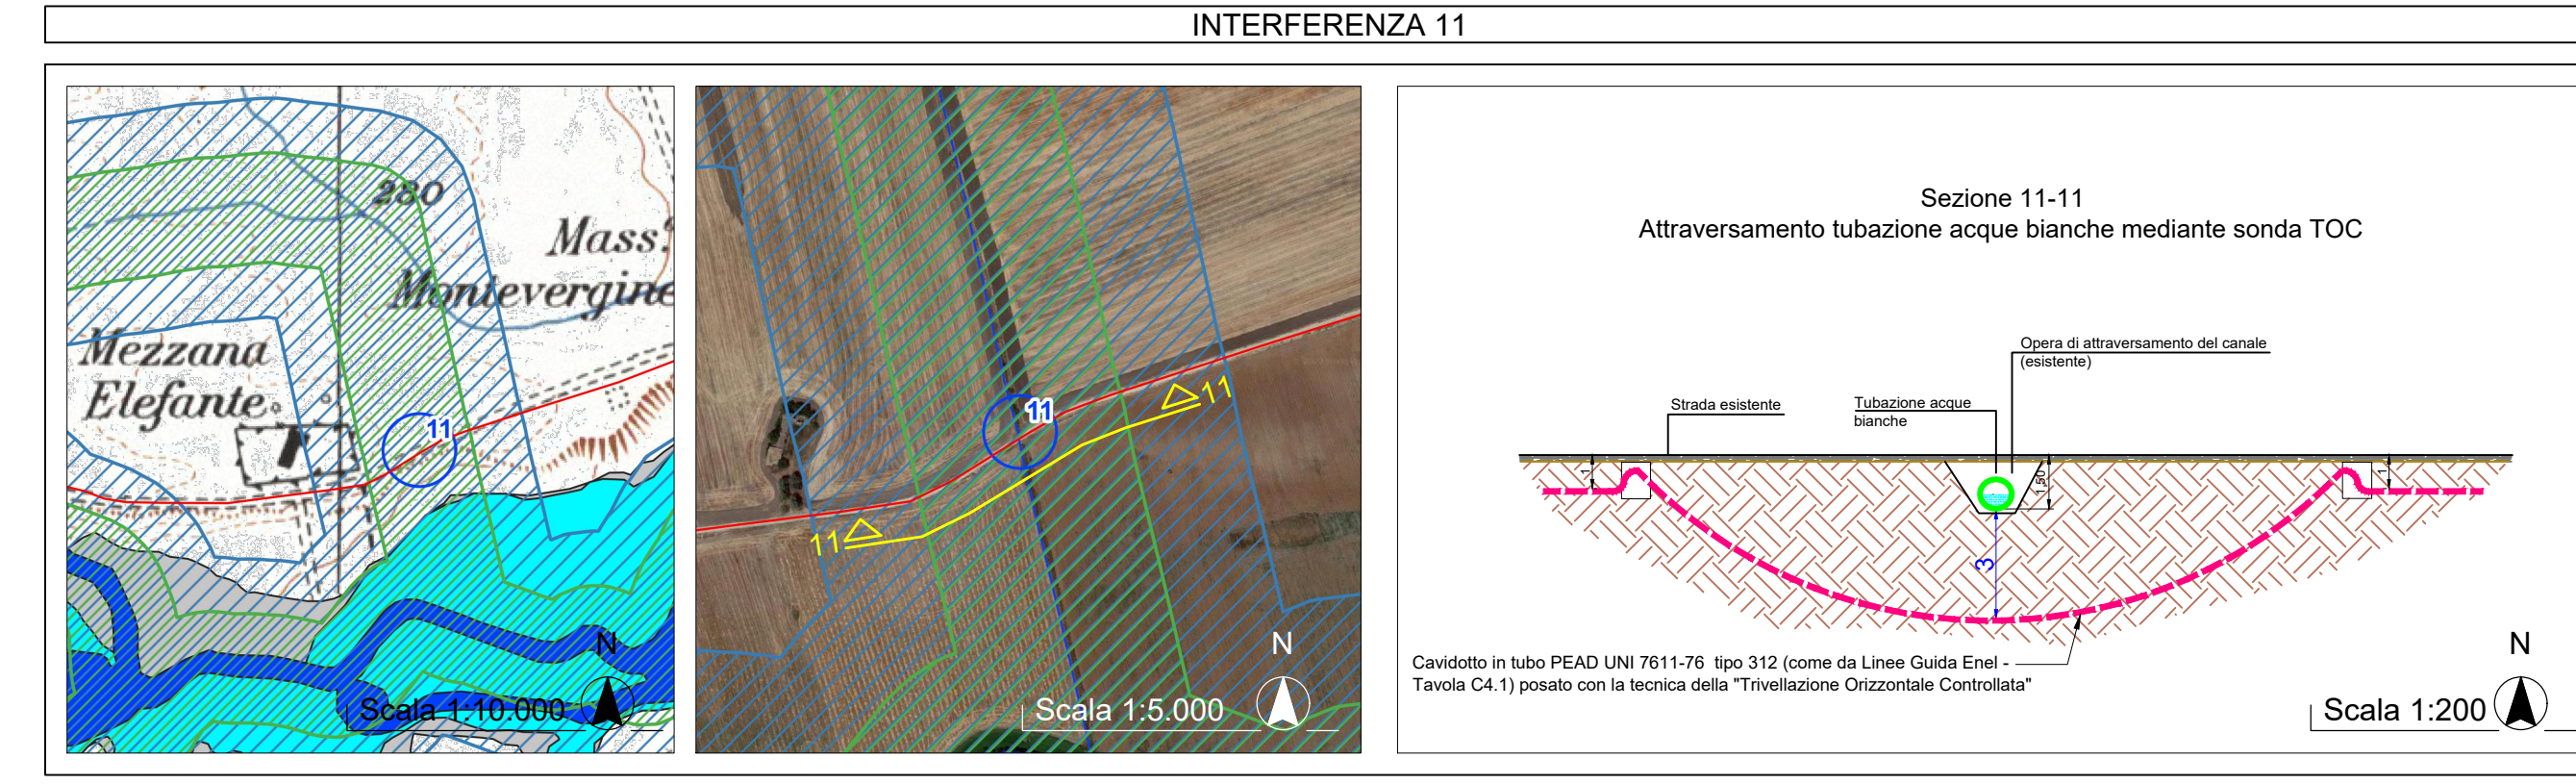 INTERFERENZA 11
280
Mass.ª
Montevergine
Mezzana
Elefante
11
N
Scala 1:10.000
11
11
11
N
Scala 1:5.000
Sezione 11-11
Attraversamento tubazione acque bianche mediante sonda TOC
Opera di attraversamento del canale
(esistente)
Strada esistente
Tubazione acque
bianche
1
1,50
1
3
Cavidotto in tubo PEAD UNI 7611-76 tipo 312 (come da Linee Guida Enel -
Tavola C4.1) posato con la tecnica della "Trivellazione Orizzontale Controllata"
N
Scala 1:200